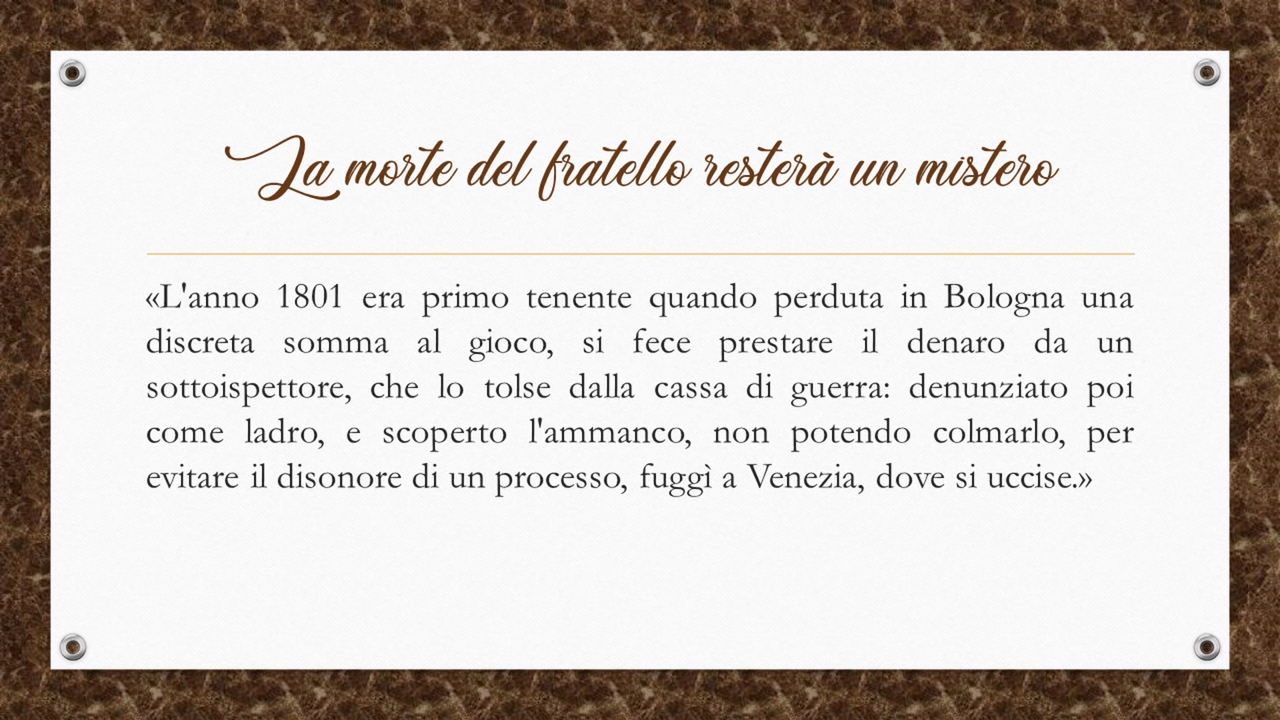 La morte del fratello resterà un mistero
«L'anno 1801 era primo tenente quando perduta in Bologna una
discreta somma al gioco, si fece prestare il denaro da un
sottoispettore, che lo tolse dalla cassa di guerra: denunziato poi
come ladro, e scoperto l'ammanco, non potendo colmarlo, per
evitare il disonore di un processo, fuggì a Venezia, dove si uccise.»